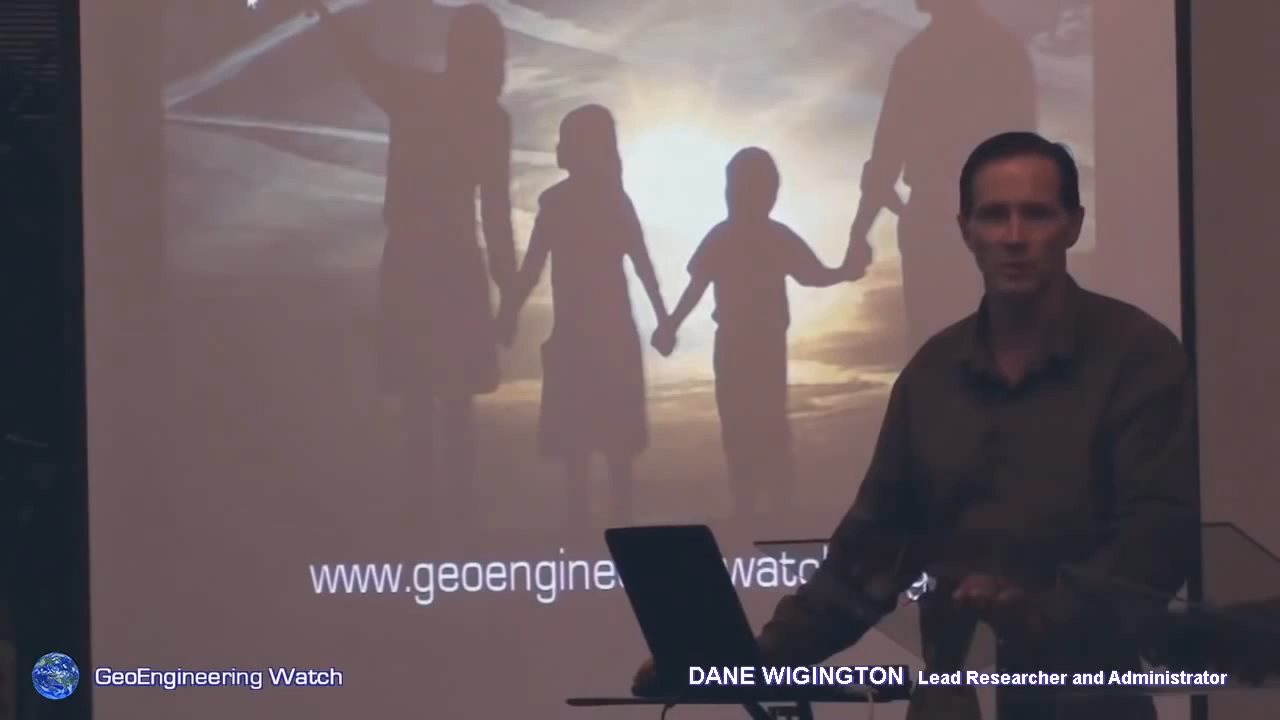 www.geoengine watc g
GeoEngineering Watch
DANE WIGINGTON Lead Researcher and Administrator